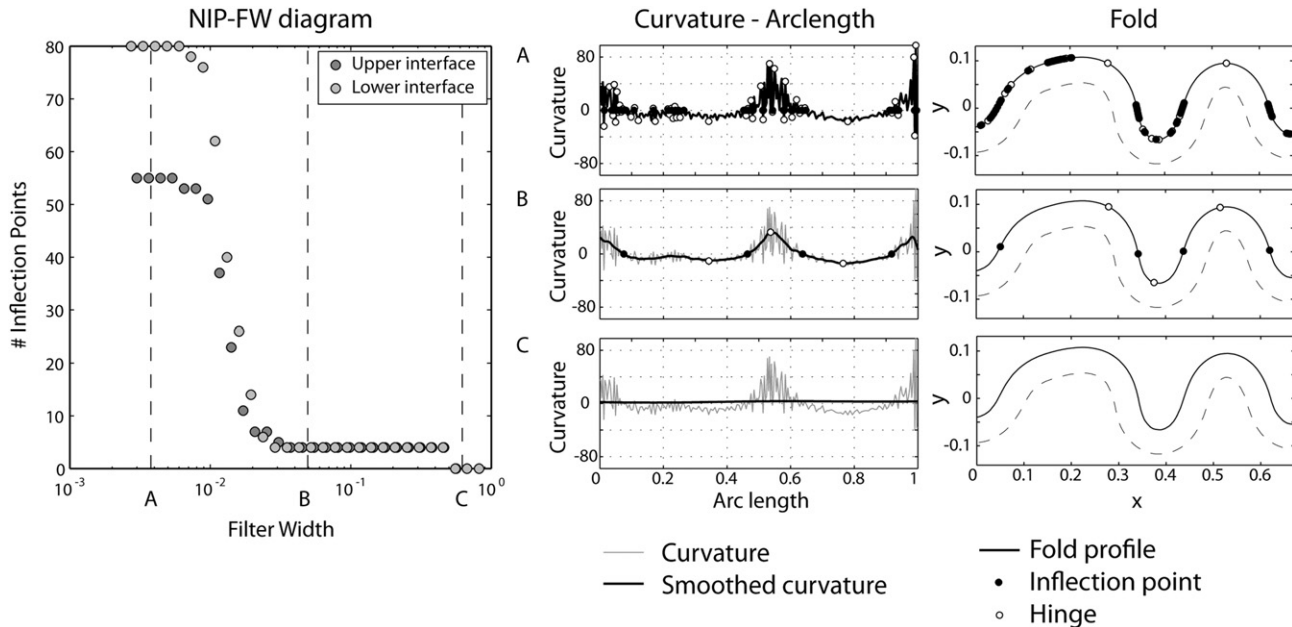 NIP-FW diagram
Curvature - Arclength
Fold
80
70
60
50
40
30
20
10
0
# Inflection Points
Upper interface
Lower interface
10-3
10-2
10-1
100
A
B
C
Filter Width
A
80
0
-80
Curvature
0.1
0
-0.1
y
B
80
0
-80
Curvature
0.1
0
-0.1
y
C
80
0
-80
Curvature
0 0.2 0.4 0.6 0.8 1
Arc length
0.1
0
-0.1
y
0 0.1 0.2 0.3 0.4 0.5 0.6
x
Curvature
Smoothed curvature
Fold profile
Inflection point
Hinge